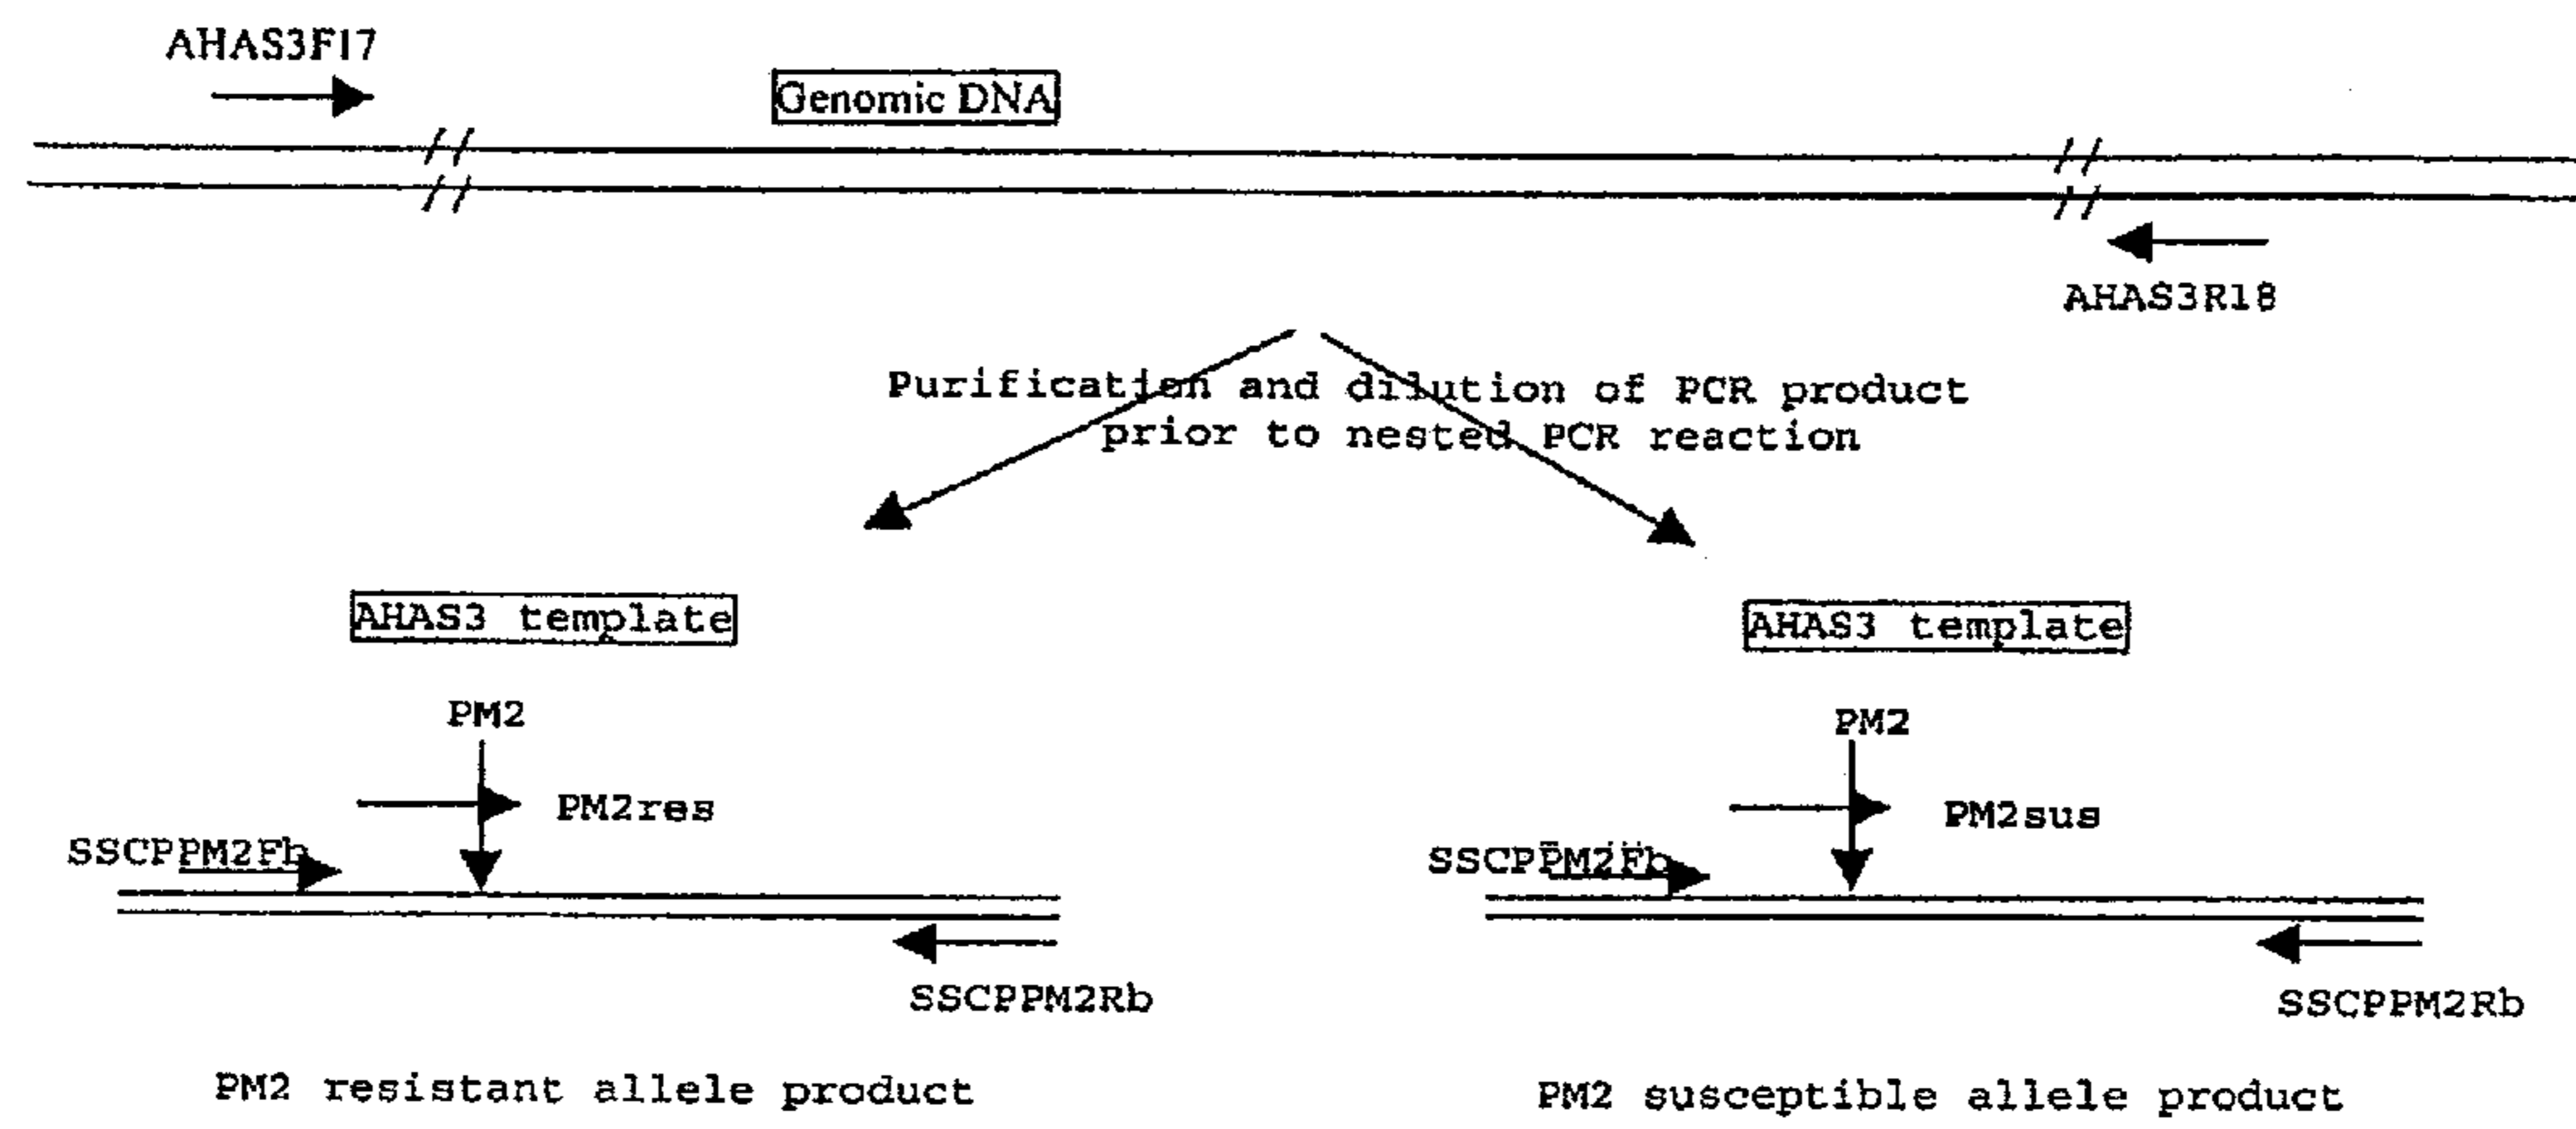 AHAS3F17
Genomic DNA
AHAS3R18
Purification and dilution of PCR product
prior to nested PCR reaction
AHAS3 template
AHAS3 template
PM2
PM2
PM2res
PM2sus
SSCPPM2Fb
SSCPPM2Fb
SSCPPM2Rb
SSCPPM2Rb
PM2 resistant allele product
PM2 susceptible allele product